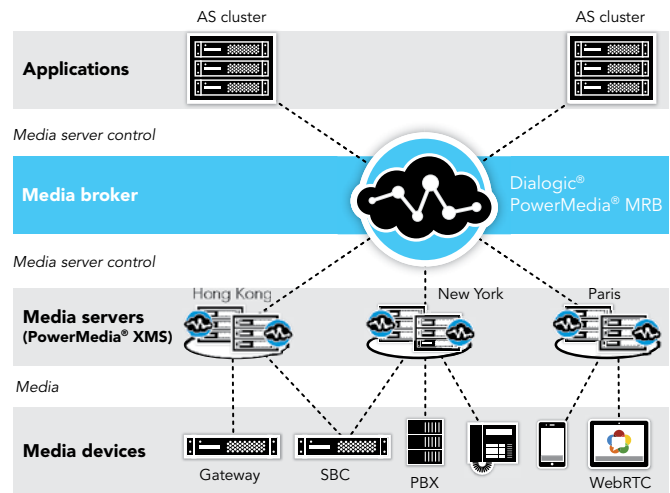 AS cluster
AS cluster
Applications
Media server control
Media broker
Dialogic®
PowerMedia® MRB
Media server control
Hong Kong
New York
Paris
Media servers
(PowerMedia® XMS)
Media
Media devices
Gateway
SBC
PBX
WebRTC